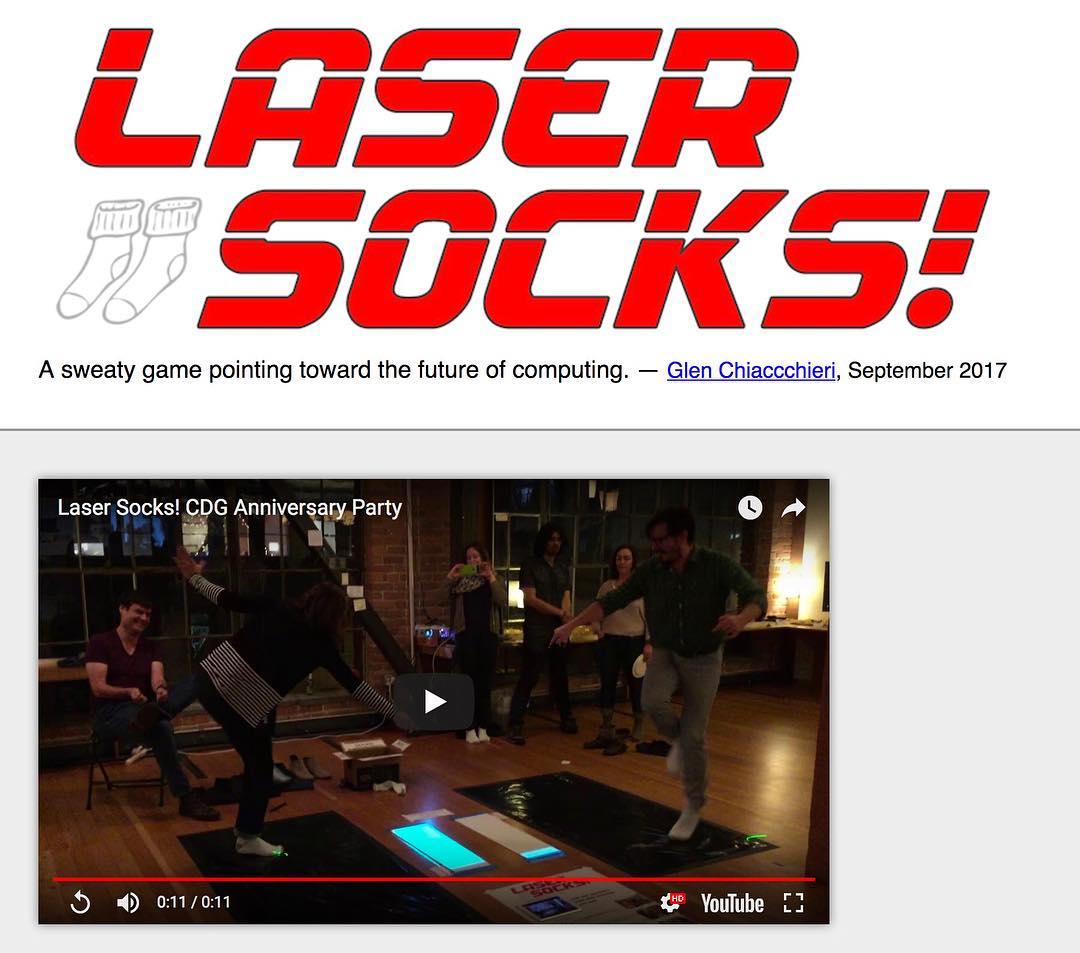 LASER
SOCKS!
A sweaty game pointing toward the future of computing. — Glen Chiaccchieri, September 2017
Laser Socks! CDG Anniversary Party
LASER
SOCKS!
0:11 / 0:11
HD
YouTube